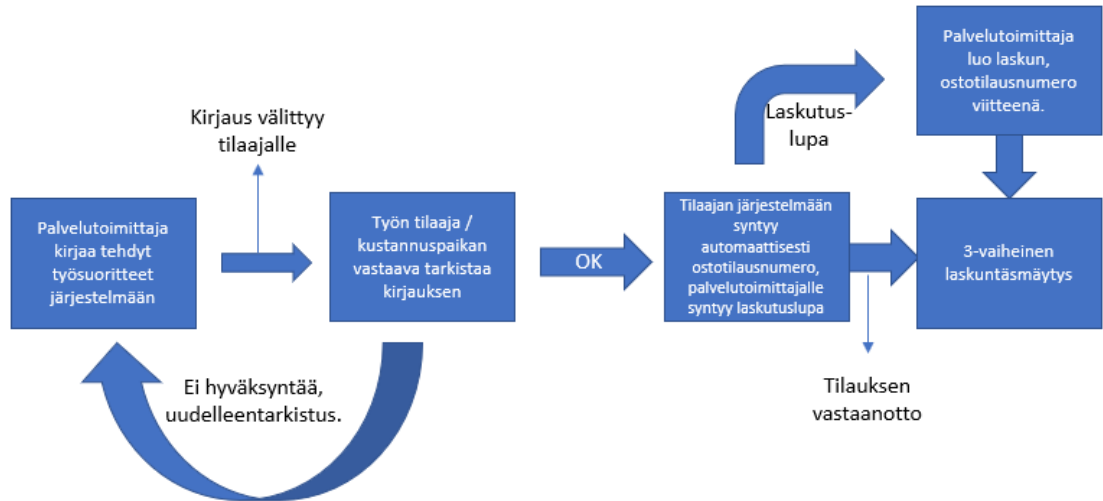 Palvelutoimittaja
kirjaa tehdyt
työsuoritteet
järjestelmään
Kirjaus välittyy
tilaajalle
Työn tilaaja /
kustannuspaikan
vastaava tarkistaa
kirjauksen
Ei hyväksyntää,
uudelleentarkistus.
OK
Tilaajan järjestelmään
syntyy
automaattisesti
ostotilausnumero,
palvelutoimittajalle
syntyy laskutuslupa
Laskutus-
lupa
Palvelutoimittaja
luo laskun,
ostotilausnumero
viitteenä.
Tilauksen
vastaanotto
3-vaiheinen
laskuntäsmäytys